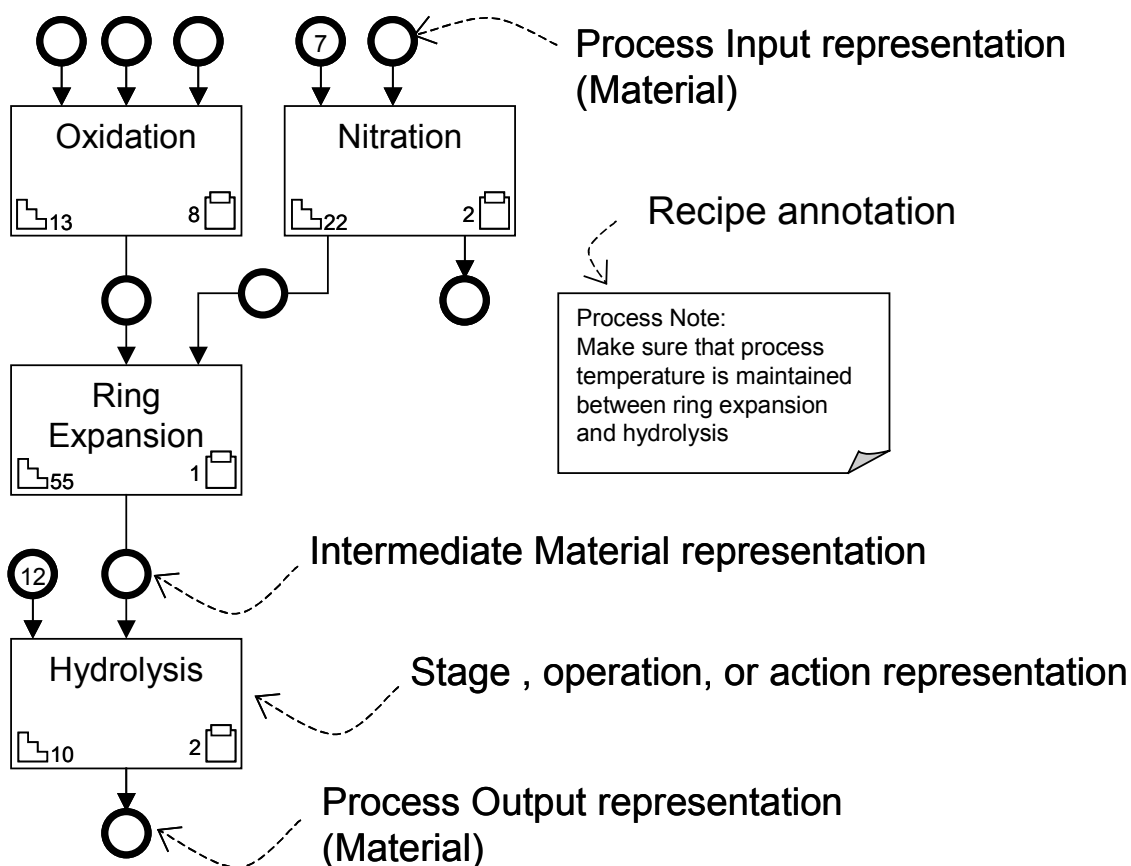 7
Process Input representation
(Material)
Oxidation
13
8
Nitration
22
2
Recipe annotation
Process Note:
Make sure that process
temperature is maintained
between ring expansion
and hydrolysis
Ring
Expansion
55
1
Intermediate Material representation
12
Hydrolysis
10
2
Stage , operation, or action representation
Process Output representation
(Material)